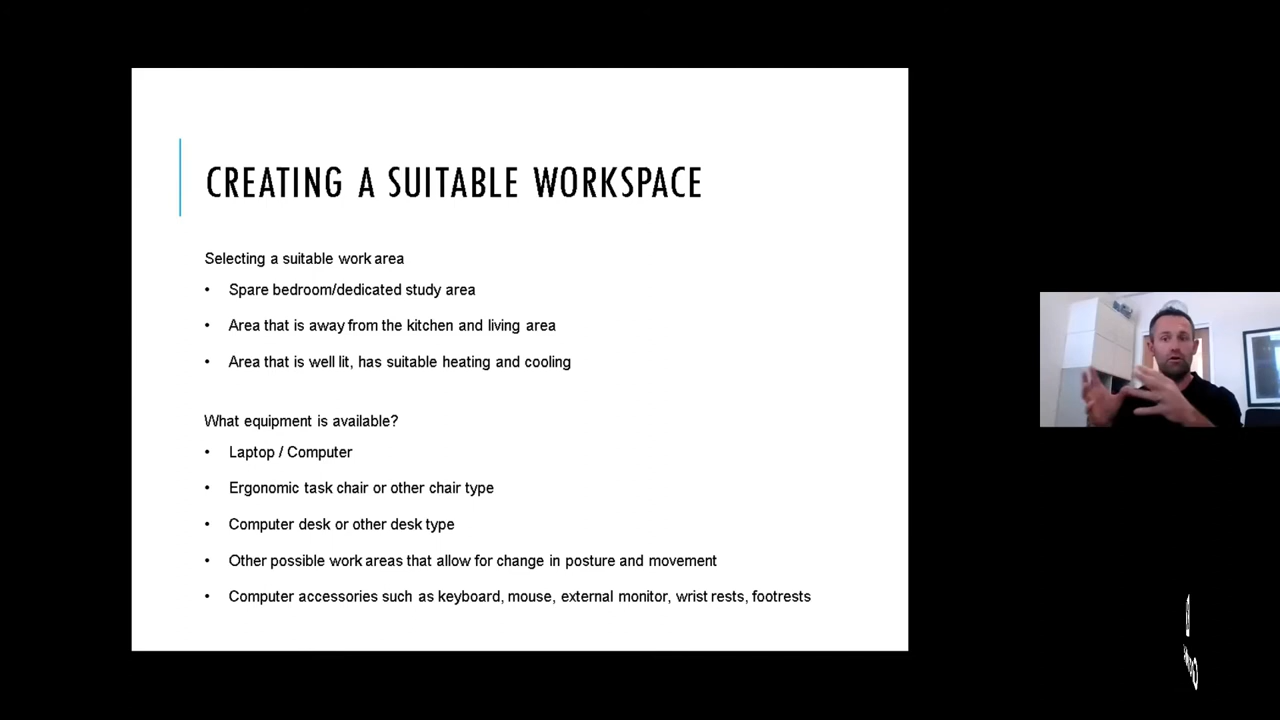 CREATING A SUITABLE WORKSPACE
Selecting a suitable work area
• Spare bedroom/dedicated study area
• Area that is away from the kitchen and living area
• Area that is well lit, has suitable heating and cooling
What equipment is available?
• Laptop / Computer
• Ergonomic task chair or other chair type
• Computer desk or other desk type
• Other possible work areas that allow for change in posture and movement
• Computer accessories such as keyboard, mouse, external monitor, wrist rests, footrests